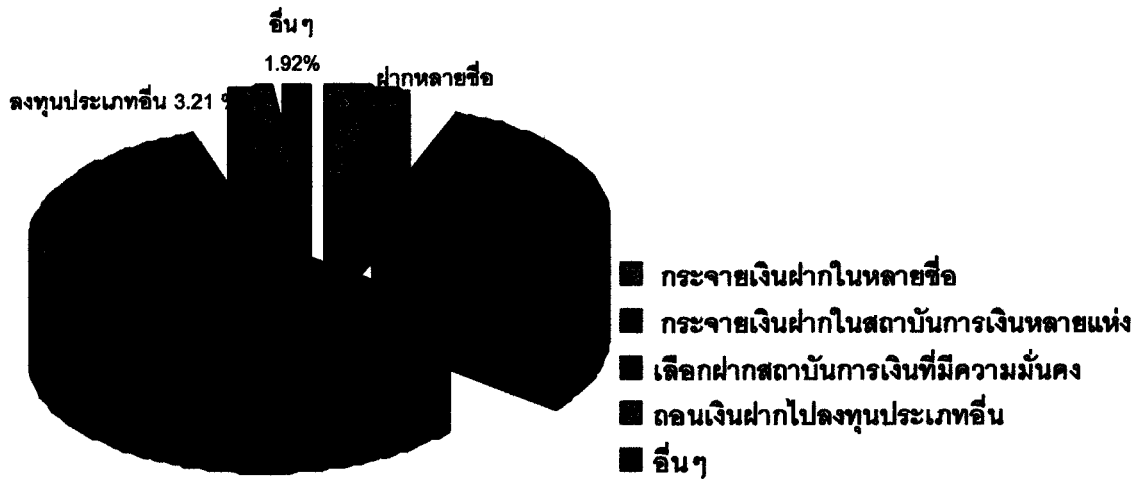 อื่นๆ
1.92%
ฝากหลายชื่อ
ลงทุนประเภทอื่น 3.21 %
กระจายเงินฝากในหลายชื่อ
กระจายเงินฝากในสถาบันการเงินหลายแห่ง
เลือกฝากสถาบันการเงินที่มีความมั่นคง
ถอนเงินฝากไปลงทุนประเภทอื่น
อื่นๆ